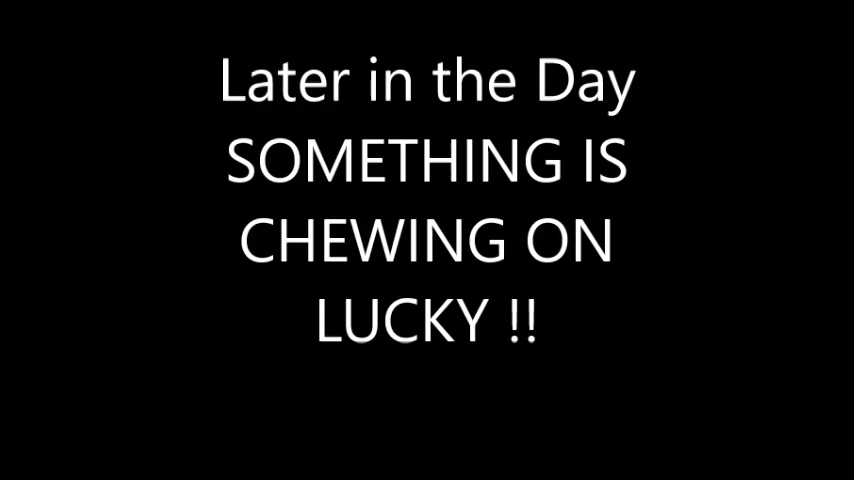 Later in the Day
SOMETHING IS
CHEWING ON
LUCKY !!